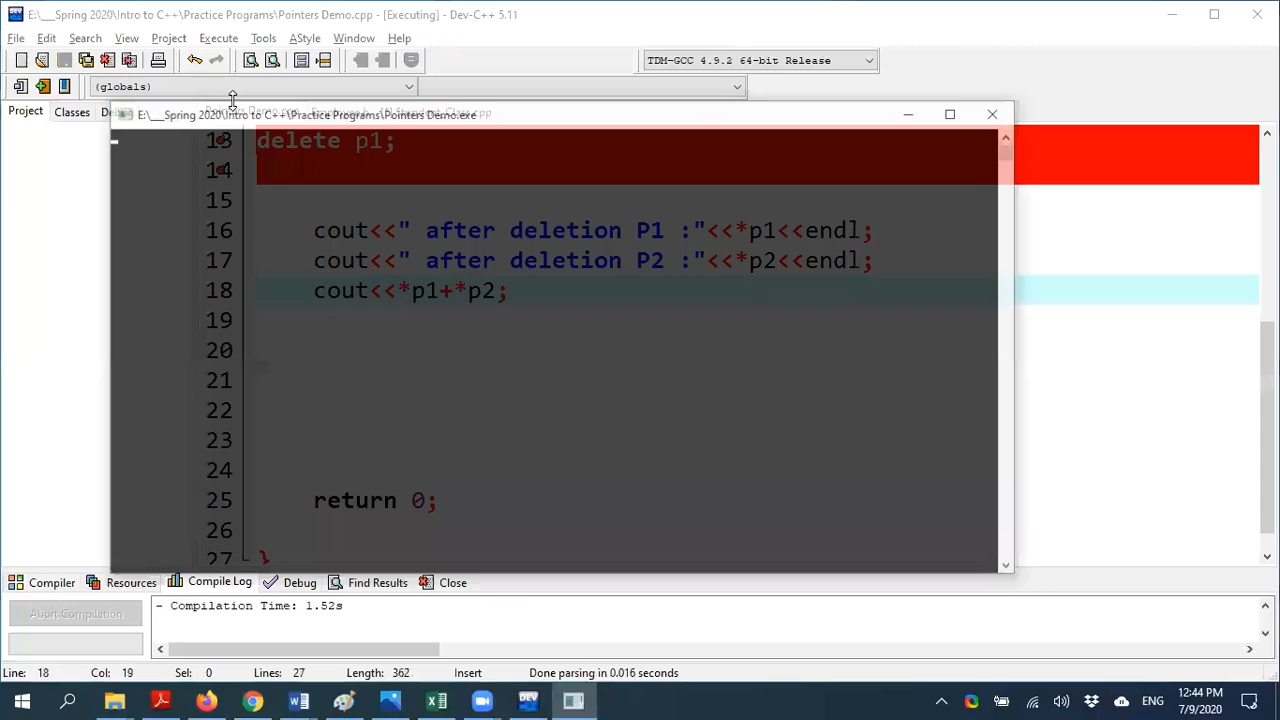 E:\__Spring 2020\Intro to C++\Practice Programs\Pointers Demo.cpp - [Executing] - Dev-C++ 5.11
File Edit Search View Project Execute Tools AStyle Window Help
TDM-GCC 4.9.2 64-bit Release
(globals)
Project Classes
E:\__Spring 2020\Intro to C++\Practice Programs\Pointers Demo.exe
13 delete p1;
14
15
16 cout<<" after deletion P1 :"<<*p1<<endl;
17 cout<<" after deletion P2 :"<<*p2<<endl;
18 cout<<*p1+*p2;
19
20
21
22
23
24
25 return 0;
26
27 }
Compiler Resources Compile Log Debug Find Results Close
Abort Compilation
- Compilation Time: 1.52s
Line: 18 Col: 19 Sel: 0 Lines: 27 Length: 362 Insert Done parsing in 0.016 seconds
DEV
ENG
12:44 PM
7/9/2020